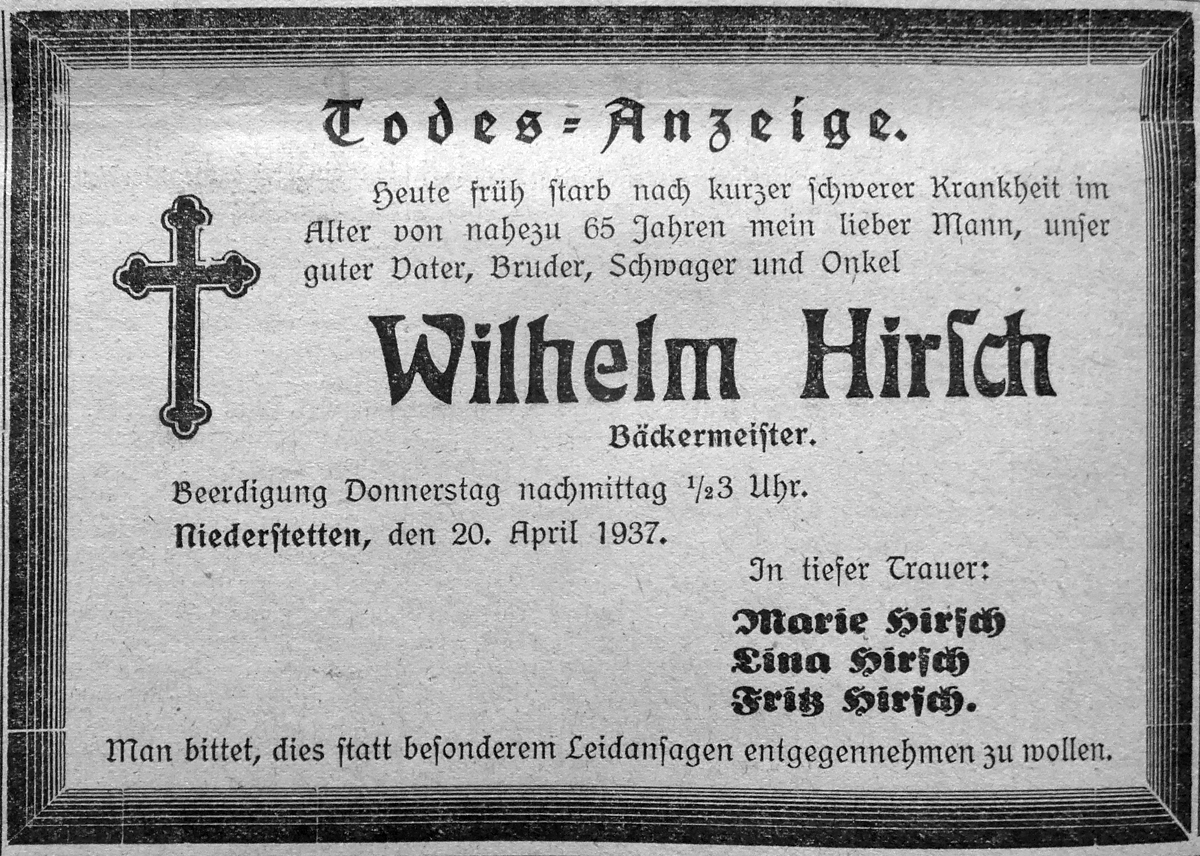 Todes-Anzeige.
Heute früh starb nach kurzer schwerer Krankheit im
Alter von nahezu 65 Jahren mein lieber Mann, unser
guter Vater, Bruder, Schwager und Onkel
Wilhelm Hirsch
Bäckermeister.
Beerdigung Donnerstag nachmittag ½3 Uhr.
Niederstetten, den 20. April 1937.
In tiefer Trauer:
Marie Hirsch
Lina Hirsch
Fritz Hirsch.
Man bittet, dies statt besonderem Leidansagen entgegennehmen zu wollen.